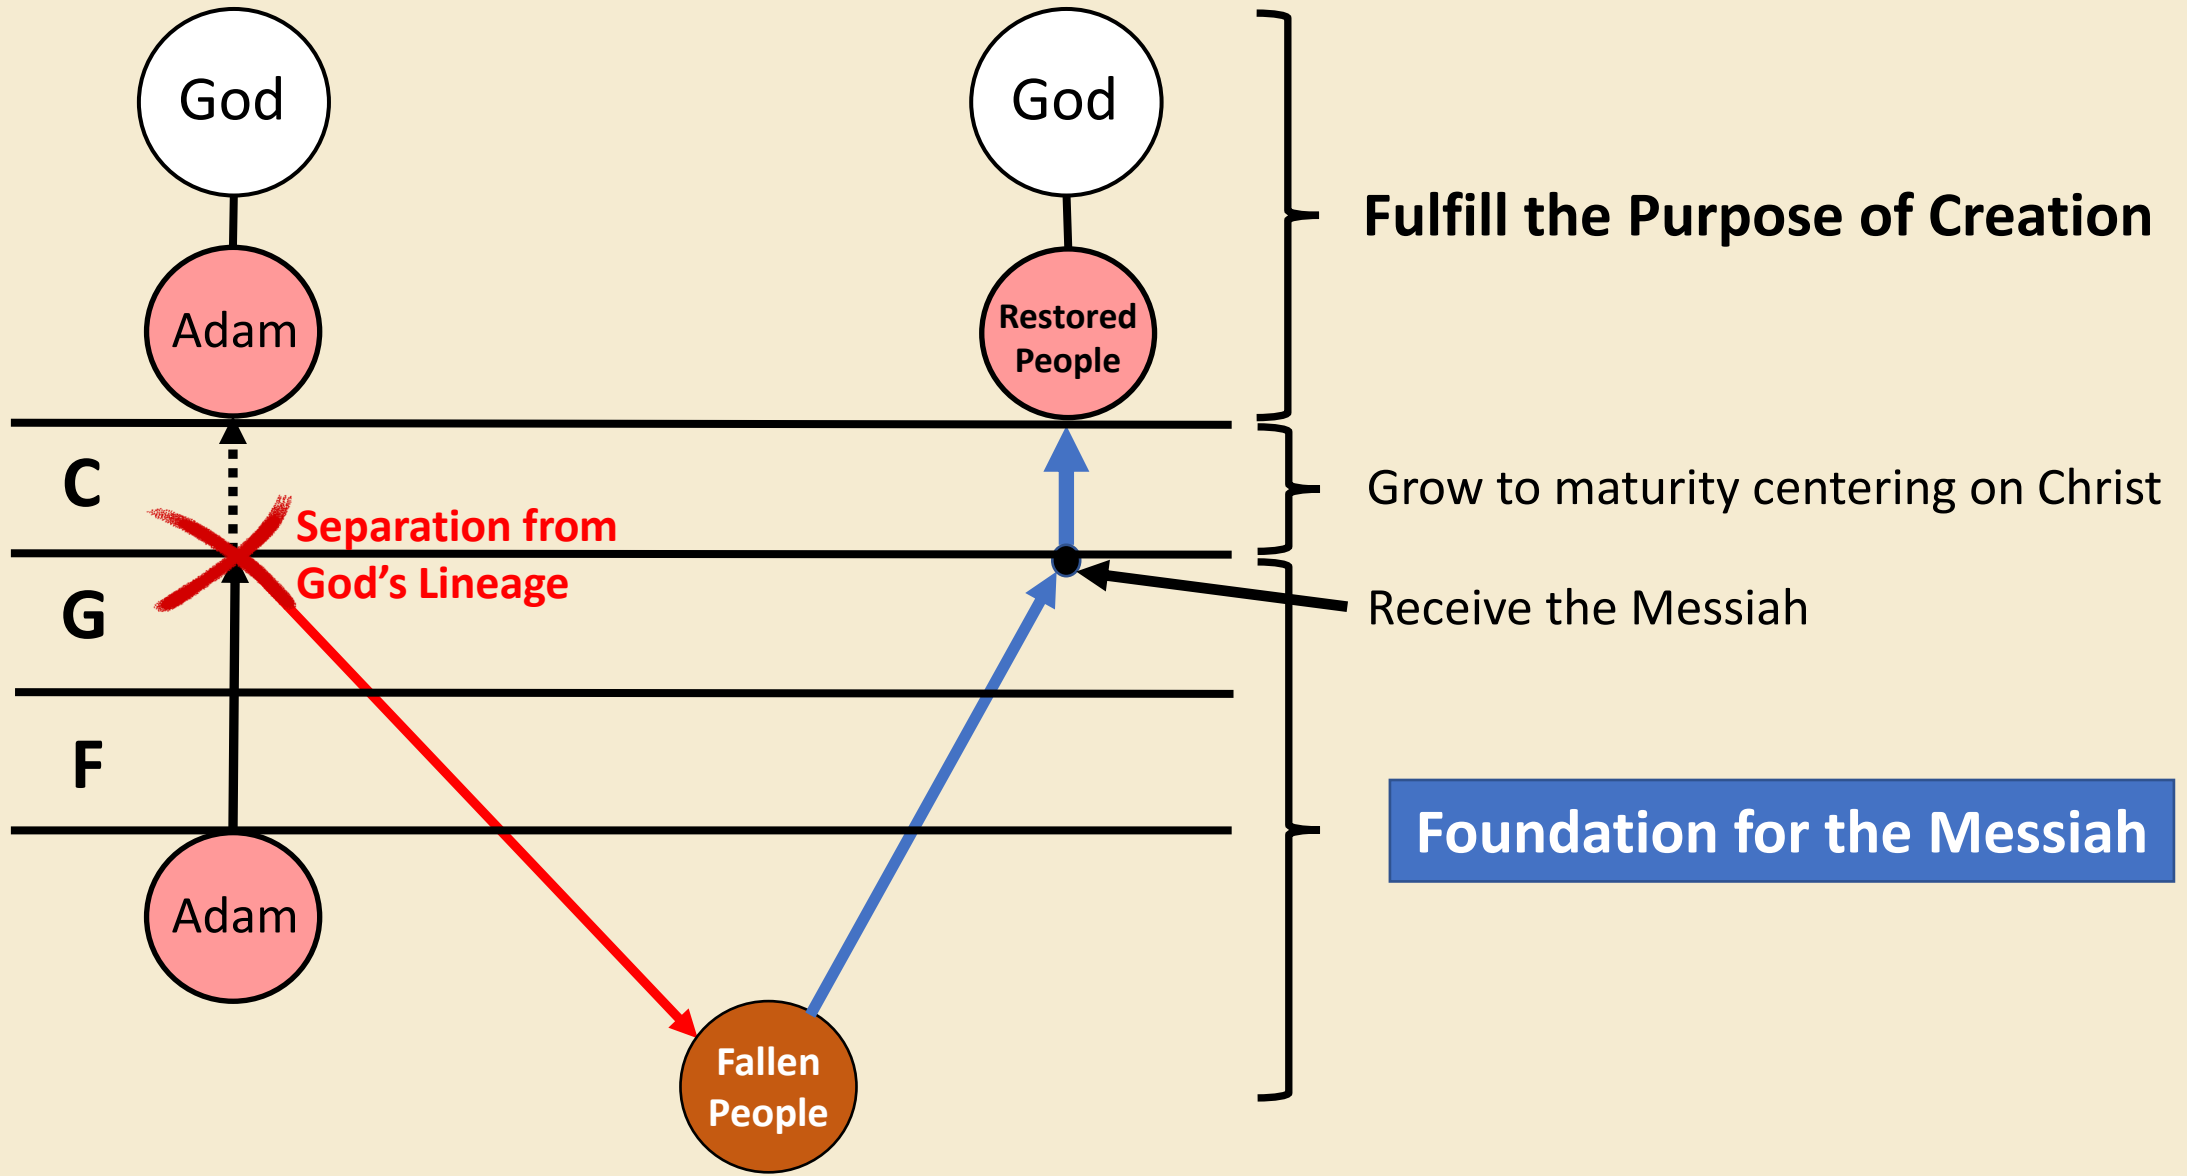 God
God
Fulfill the Purpose of Creation
Adam
Restored
People
C
Grow to maturity centering on Christ
Separation from
God’s Lineage
G
Receive the Messiah
F
Foundation for the Messiah
Adam
Fallen
People